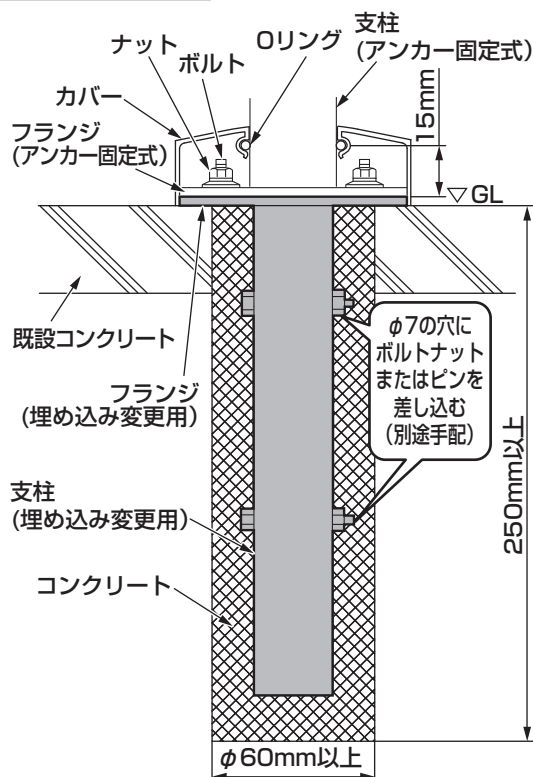 ナット
ボルト
Oリング
支柱
(アンカー固定式)
カバー
フランジ
(アンカー固定式)
15mm
▽GL
既設コンクリート
フランジ
(埋め込み変更用)
φ7の穴に
ボルトナット
またはピンを
差し込む
(別途手配)
支柱
(埋め込み変更用)
コンクリート
250mm以上
φ60mm以上